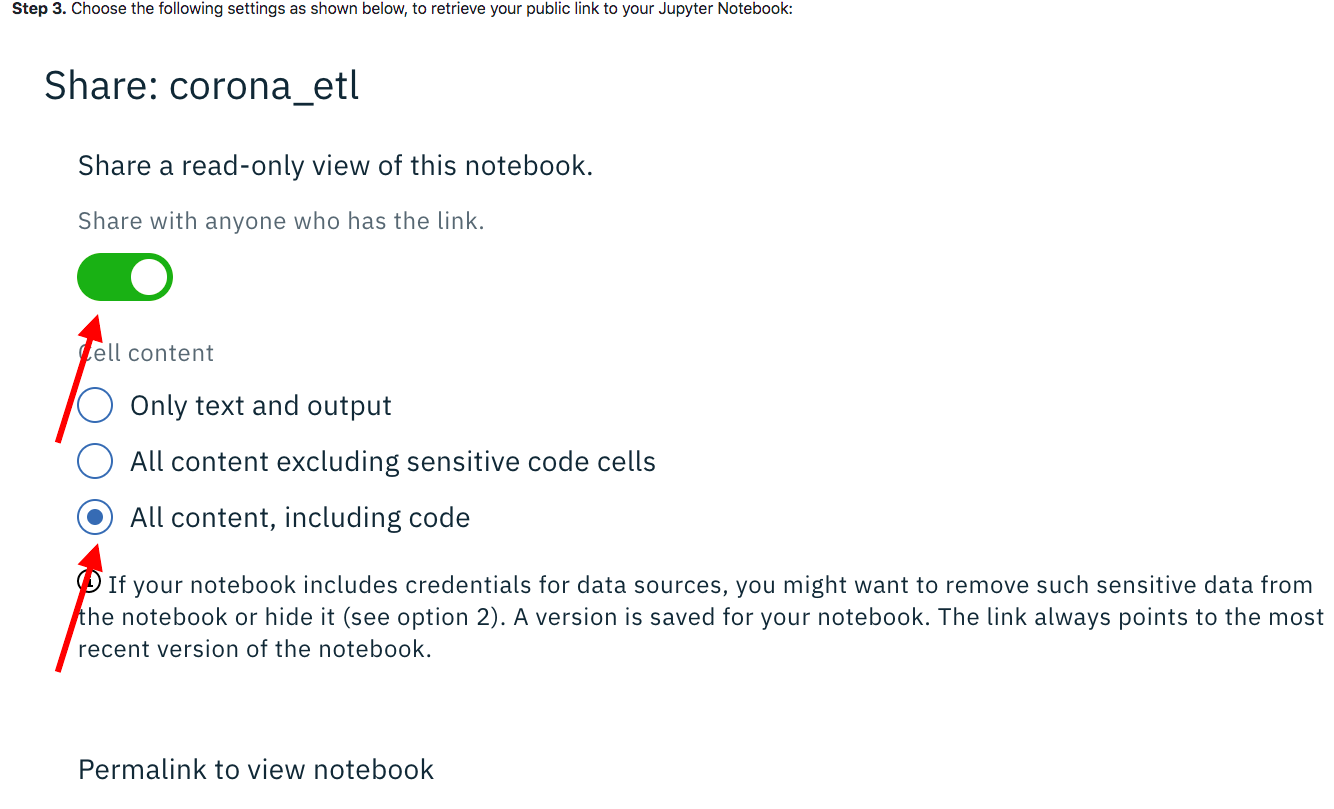 Step 3. Choose the following settings as shown below, to retrieve your public link to your Jupyter Notebook:
Share: corona_etl
Share a read-only view of this notebook.
Share with anyone who has the link.
Cell content
Only text and output
All content excluding sensitive code cells
All content, including code
If your notebook includes credentials for data sources, you might want to remove such sensitive data from
the notebook or hide it (see option 2). A version is saved for your notebook. The link always points to the most
recent version of the notebook.
Permalink to view notebook